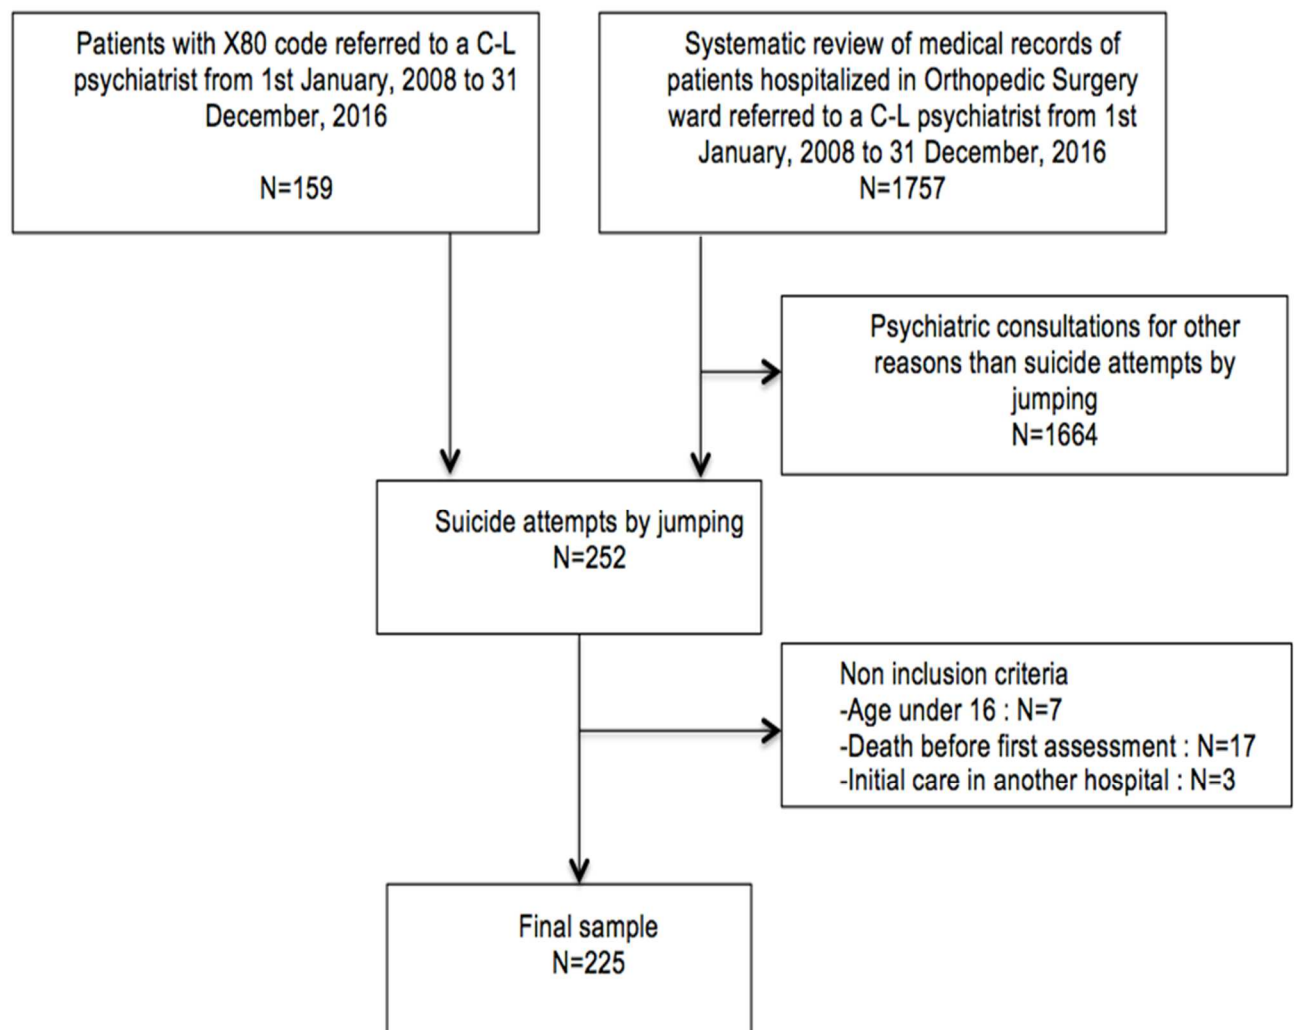 Patients with X80 code referred to a C-L
psychiatrist from 1st January, 2008 to 31
December, 2016
N=159
Systematic review of medical records of
patients hospitalized in Orthopedic Surgery
ward referred to a C-L psychiatrist from 1st
January, 2008 to 31 December, 2016
N=1757
Psychiatric consultations for other
reasons than suicide attempts by
jumping
N=1664
Suicide attempts by jumping
N=252
Non inclusion criteria
-Age under 16 : N=7
-Death before first assessment : N=17
-Initial care in another hospital : N=3
Final sample
N=225